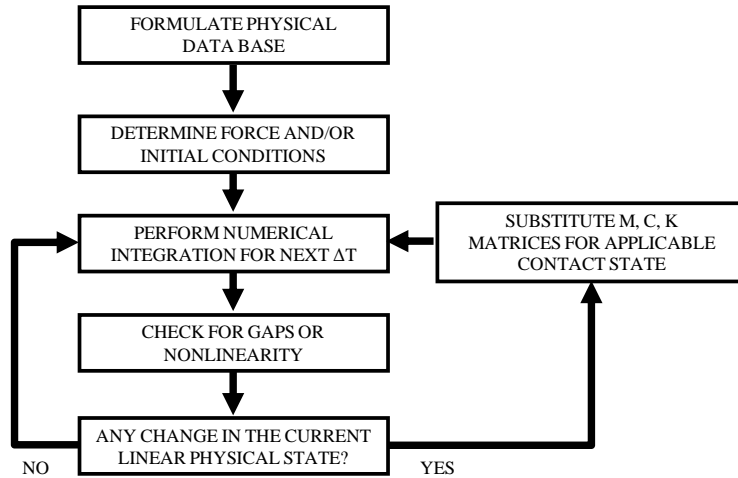 FORMULATE PHYSICAL
DATA BASE
DETERMINE FORCE AND/OR
INITIAL CONDITIONS
PERFORM NUMERICAL
INTEGRATION FOR NEXT ΔT
SUBSTITUTE M, C, K
MATRICES FOR APPLICABLE
CONTACT STATE
CHECK FOR GAPS OR
NONLINEARITY
ANY CHANGE IN THE CURRENT
LINEAR PHYSICAL STATE?
NO
YES